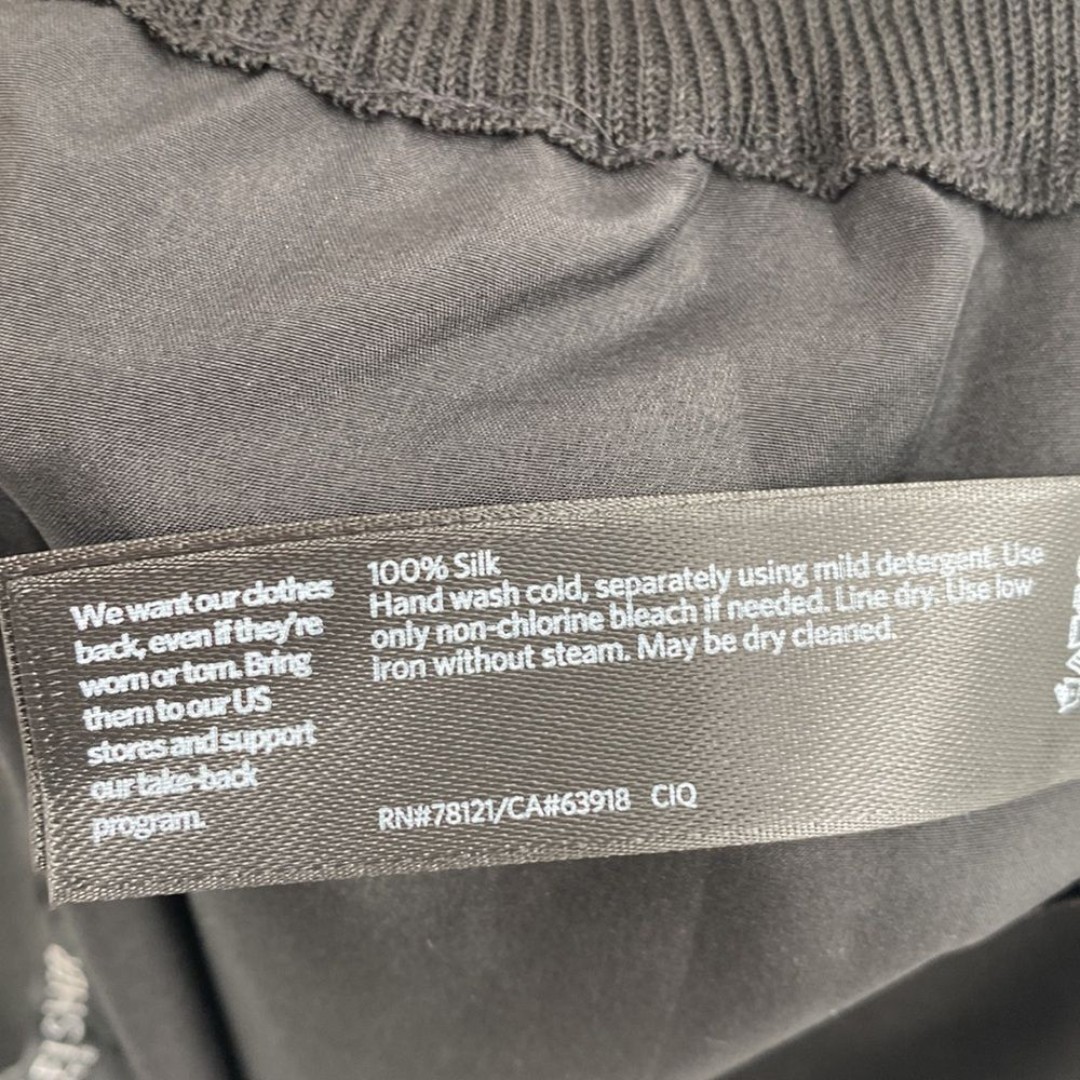 We want our clothes
back, even if they're
worn or torn. Bring
them to our US
stores and support
our take-back
program.
100% Silk
Hand wash cold, separately using mild detergent. Use
only non-chlorine bleach if needed. Line dry. Use low
iron without steam. May be dry cleaned.
RN#78121/CA#63918 CIQ